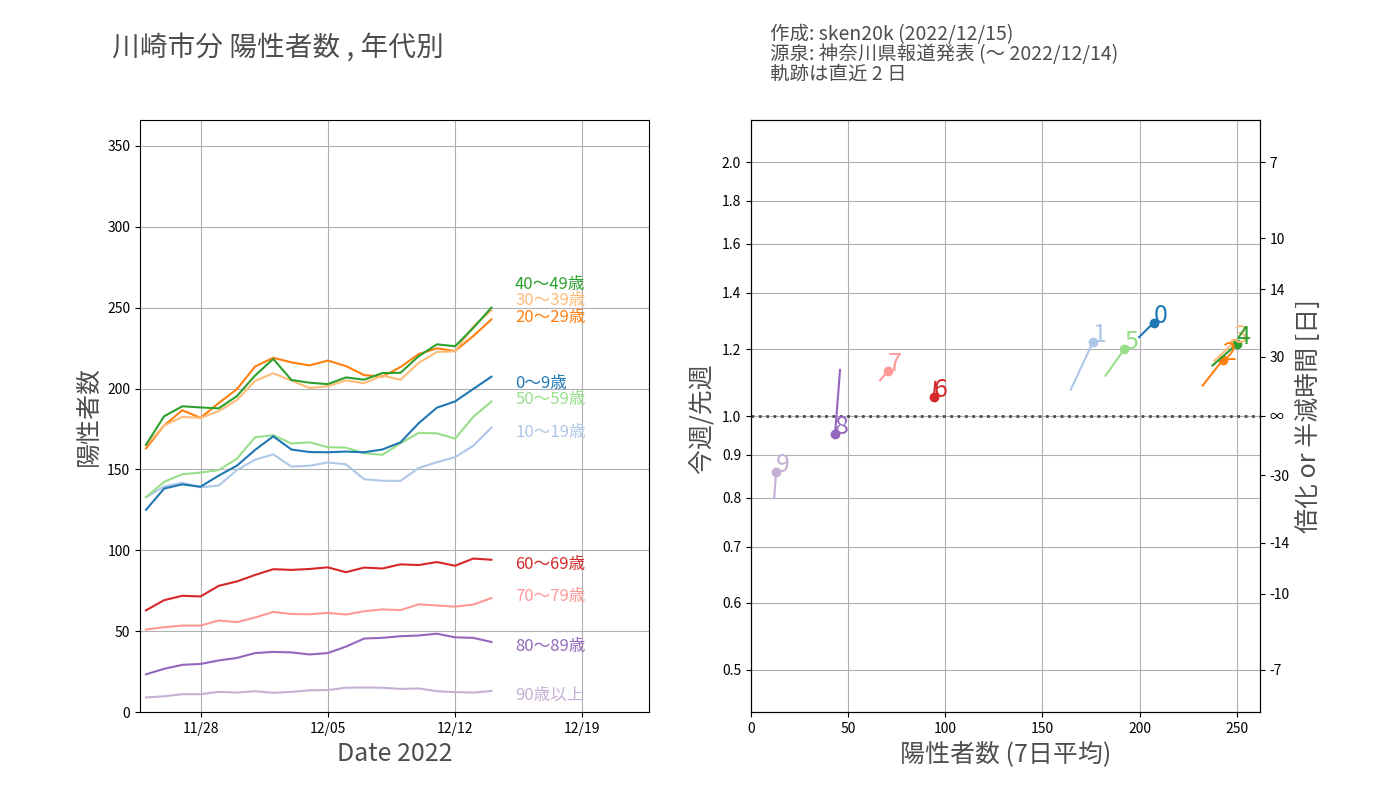 川崎市分 陽性者数 , 年代別
作成: sken20k (2022/12/15)
源泉: 神奈川県報道発表 (〜 2022/12/14)
軌跡は直近 2 日
陽性者数
350
300
250
200
150
100
50
0
40〜49歳
30〜39歳
20〜29歳
0〜9歳
50〜59歳
10〜19歳
60〜69歳
70〜79歳
80〜89歳
90歳以上
11/28
12/05
12/12
12/19
Date 2022
今週/先週
2.0
1.8
1.6
1.4
1.2
1.0
0.9
0.8
0.7
0.6
0.5
0
1
5
3
4
2
7
6
8
9
7
10
14
30
∞
-30
-14
-10
-7
倍化 or 半減時間 [日]
0
50
100
150
200
250
陽性者数 (7日平均)